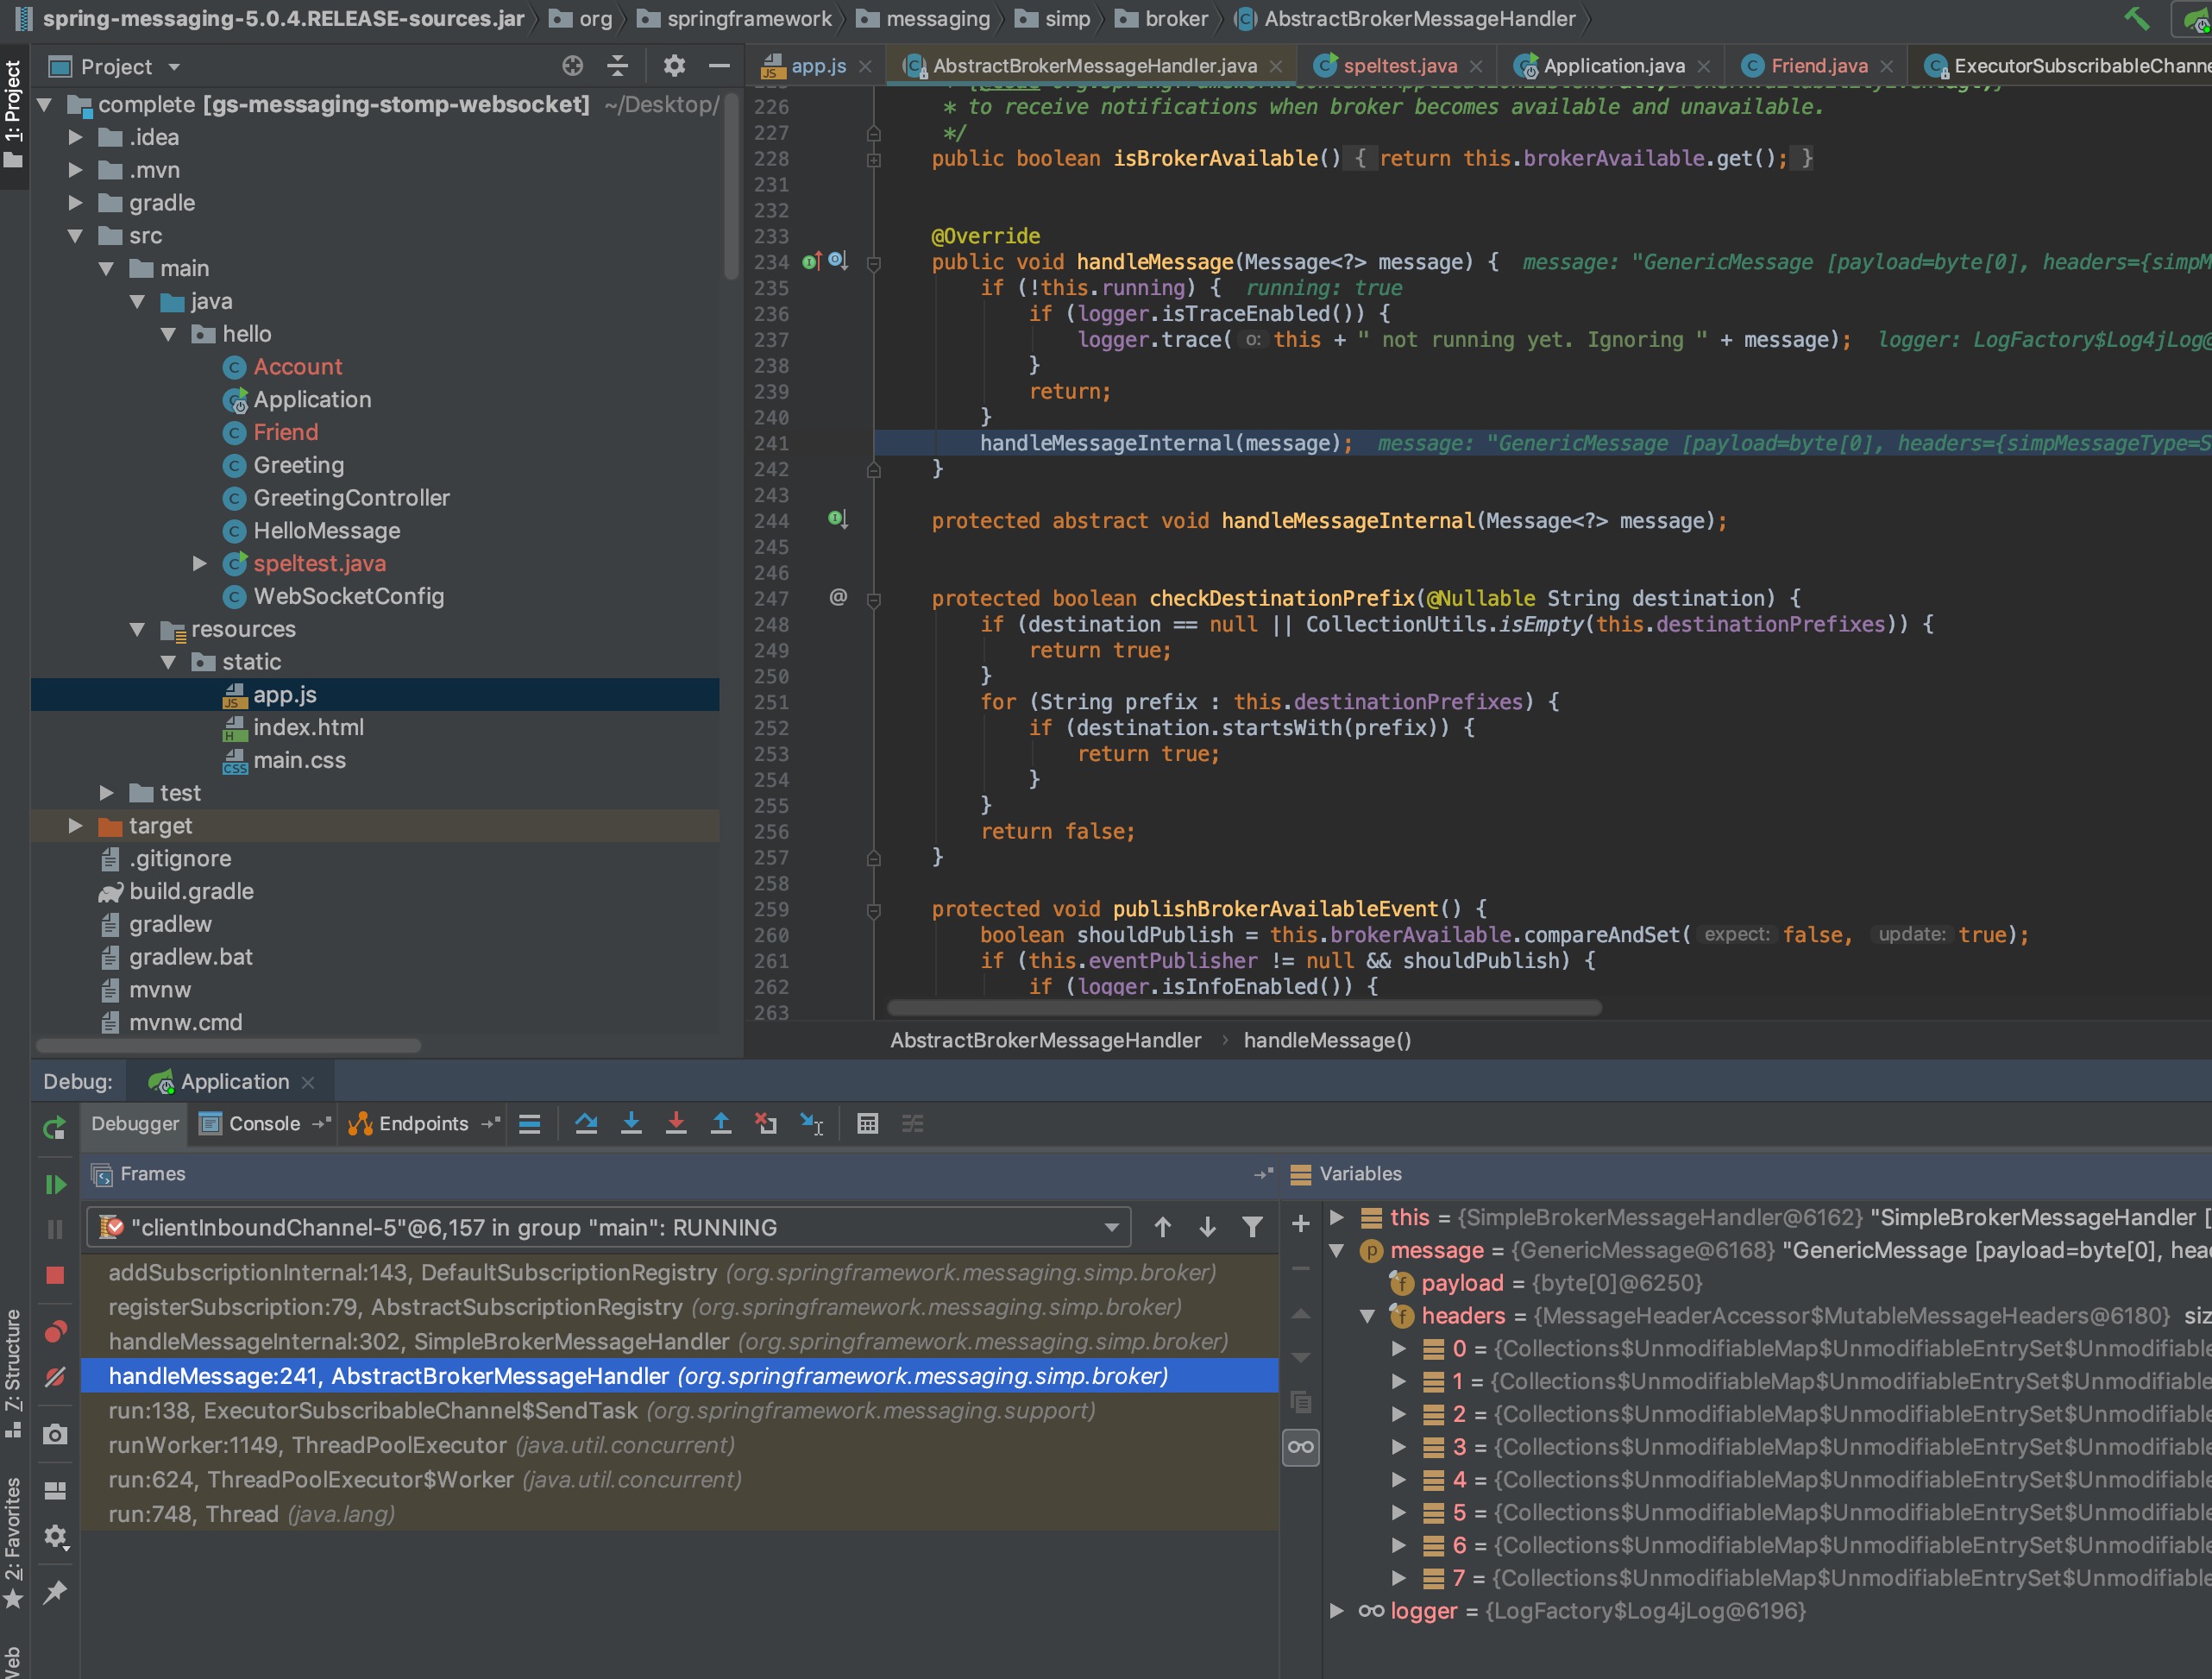 spring-messaging-5.0.4.RELEASE-sources.jar org springframework messaging simp broker AbstractBrokerMessageHandler
1: Project
Project
complete [gs-messaging-stomp-websocket] ~/Desktop/
.idea
.mvn
gradle
src
main
java
hello
Account
Application
Friend
Greeting
GreetingController
HelloMessage
speltest.java
WebSocketConfig
resources
static
app.js
index.html
main.css
test
target
.gitignore
build.gradle
gradlew
gradlew.bat
mvnw
mvnw.cmd
app.js AbstractBrokerMessageHandler.java speltest.java Application.java Friend.java ExecutorSubscribableChanne
226 * to receive notifications when broker becomes available and unavailable.
227 */
228 public boolean isBrokerAvailable() { return this.brokerAvailable.get(); }
231
232
233 @Override
234 public void handleMessage(Message<?> message) { message: "GenericMessage [payload=byte[0], headers={simpM
235 if (!this.running) { running: true
236 if (logger.isTraceEnabled()) {
237 logger.trace( o: this + " not running yet. Ignoring " + message); logger: LogFactory$Log4jLog@
238 }
239 return;
240 }
241 handleMessageInternal(message); message: "GenericMessage [payload=byte[0], headers={simpMessageType=S
242 }
243
244 protected abstract void handleMessageInternal(Message<?> message);
245
246
247 @ protected boolean checkDestinationPrefix(@Nullable String destination) {
248 if (destination == null || CollectionUtils.isEmpty(this.destinationPrefixes)) {
249 return true;
250 }
251 for (String prefix : this.destinationPrefixes) {
252 if (destination.startsWith(prefix)) {
253 return true;
254 }
255 }
256 return false;
257 }
258
259 protected void publishBrokerAvailableEvent() {
260 boolean shouldPublish = this.brokerAvailable.compareAndSet( expect: false, update: true);
261 if (this.eventPublisher != null && shouldPublish) {
262 if (logger.isInfoEnabled()) {
263
AbstractBrokerMessageHandler › handleMessage()
Debug: Application
Debugger Console Endpoints
Frames
"clientInboundChannel-5"@6,157 in group "main": RUNNING
addSubscriptionInternal:143, DefaultSubscriptionRegistry (org.springframework.messaging.simp.broker)
registerSubscription:79, AbstractSubscriptionRegistry (org.springframework.messaging.simp.broker)
handleMessageInternal:302, SimpleBrokerMessageHandler (org.springframework.messaging.simp.broker)
handleMessage:241, AbstractBrokerMessageHandler (org.springframework.messaging.simp.broker)
run:138, ExecutorSubscribableChannel$SendTask (org.springframework.messaging.support)
runWorker:1149, ThreadPoolExecutor (java.util.concurrent)
run:624, ThreadPoolExecutor$Worker (java.util.concurrent)
run:748, Thread (java.lang)
Variables
this = {SimpleBrokerMessageHandler@6162} "SimpleBrokerMessageHandler [
message = {GenericMessage@6168} "GenericMessage [payload=byte[0], hea
payload = {byte[0]@6250}
headers = {MessageHeaderAccessor$MutableMessageHeaders@6180} siz
0 = {Collections$UnmodifiableMap$UnmodifiableEntrySet$Unmodifiable
1 = {Collections$UnmodifiableMap$UnmodifiableEntrySet$Unmodifiable
2 = {Collections$UnmodifiableMap$UnmodifiableEntrySet$Unmodifiable
3 = {Collections$UnmodifiableMap$UnmodifiableEntrySet$Unmodifiable
4 = {Collections$UnmodifiableMap$UnmodifiableEntrySet$Unmodifiable
5 = {Collections$UnmodifiableMap$UnmodifiableEntrySet$Unmodifiable
6 = {Collections$UnmodifiableMap$UnmodifiableEntrySet$Unmodifiable
7 = {Collections$UnmodifiableMap$UnmodifiableEntrySet$Unmodifiable
logger = {LogFactory$Log4jLog@6196}
7: Structure
2: Favorites